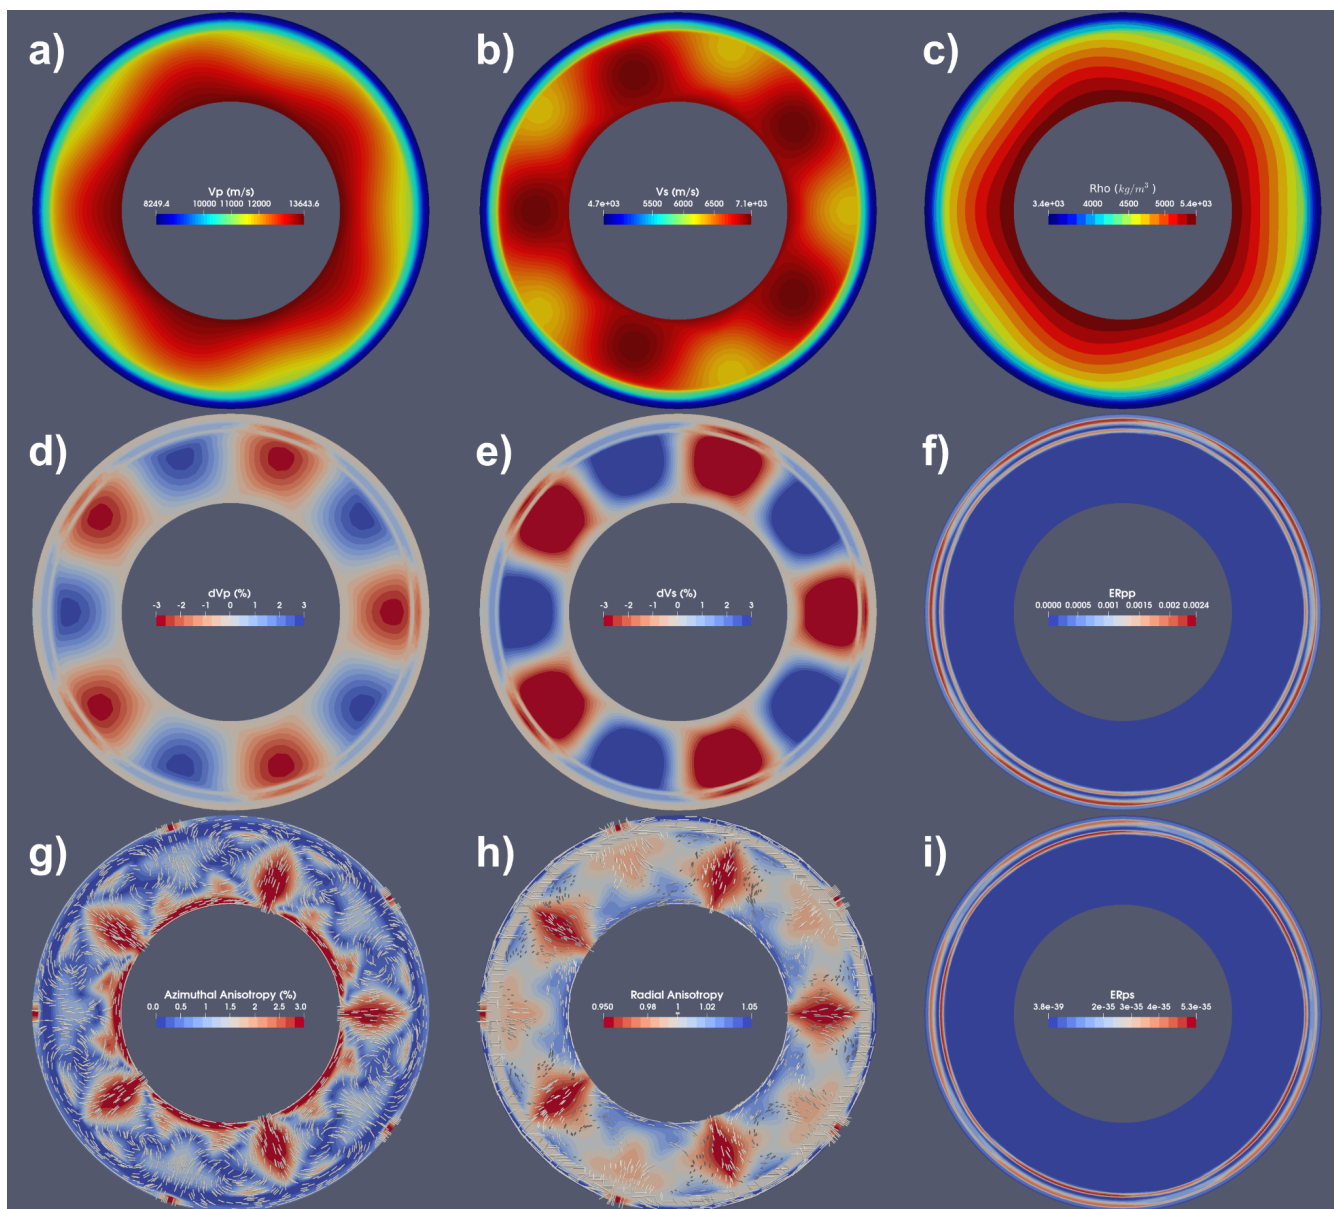 a)
b)
c)
Vp (m/s)
8249.4 10000 11000 12000 13643.6
Vs (m/s)
4.7e+03 5500 6000 6500 7.1e+03
Rho (kg/m³)
3.4e+03 4000 4500 5000 5.4e+03
d)
e)
f)
dVp (%)
-3 -2 -1 0 1 2 3
dVs (%)
-3 -2 -1 0 1 2 3
ERpp
0.0000 0.0005 0.001 0.0015 0.002 0.0024
g)
h)
i)
Azimuthal Anisotropy (%)
0.0 0.5 1 1.5 2 2.5 3.0
Radial Anisotropy
0.950 0.98 1 1.02 1.05
ERps
3.8e-39 2e-35 3e-35 4e-35 5.3e-35